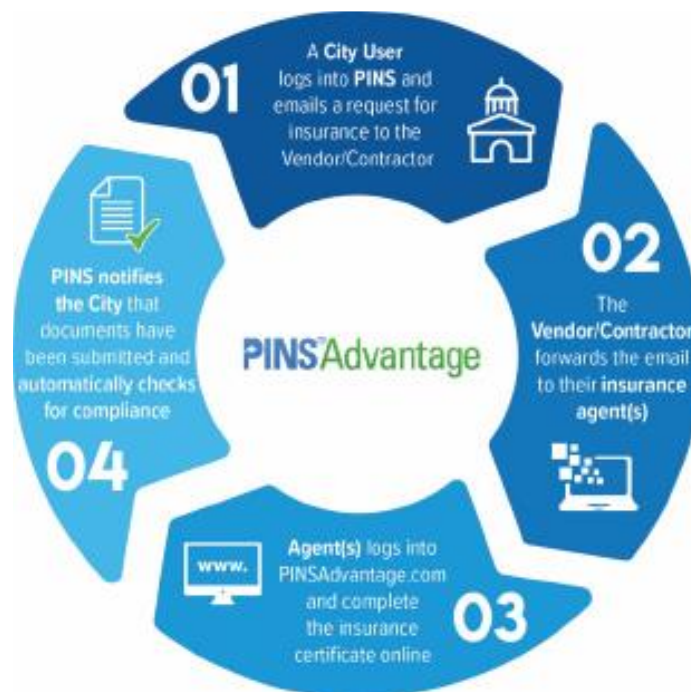 01
A City User
logs into PINS and
emails a request for
insurance to the
Vendor/Contractor
02
The
Vendor/Contractor
forwards the email
to their insurance
agent(s)
03
Agent(s) logs into
PINSAdvantage.com
and complete
the insurance
certificate online
www.
04
PINS notifies
the City that
documents have
been submitted and
automatically checks
for compliance
PINS™Advantage